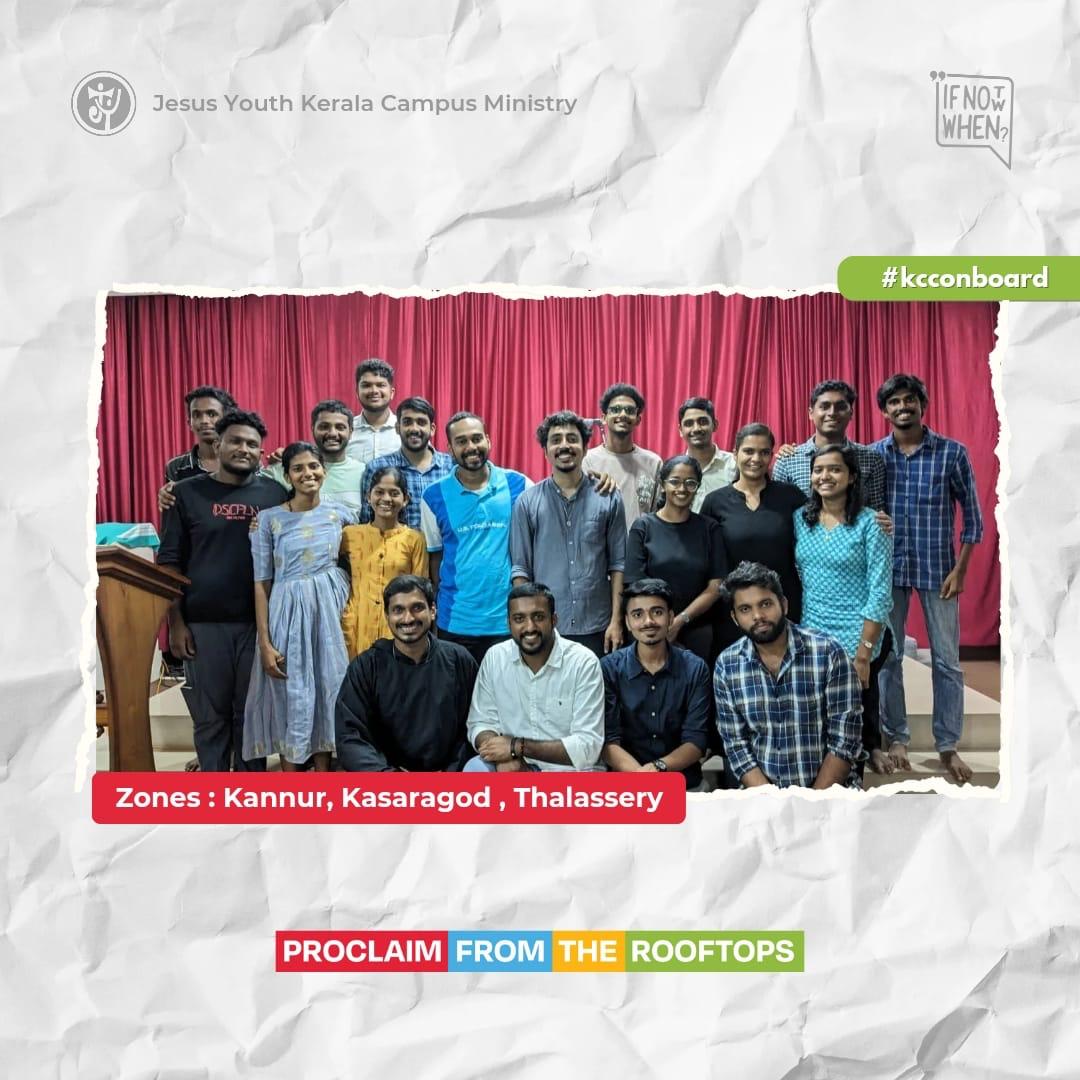 Jesus Youth Kerala Campus Ministry
"IF NOT NOW
WHEN?
#kcconboard
Zones : Kannur, Kasaragod , Thalassery
PROCLAIM FROM THE ROOFTOPS